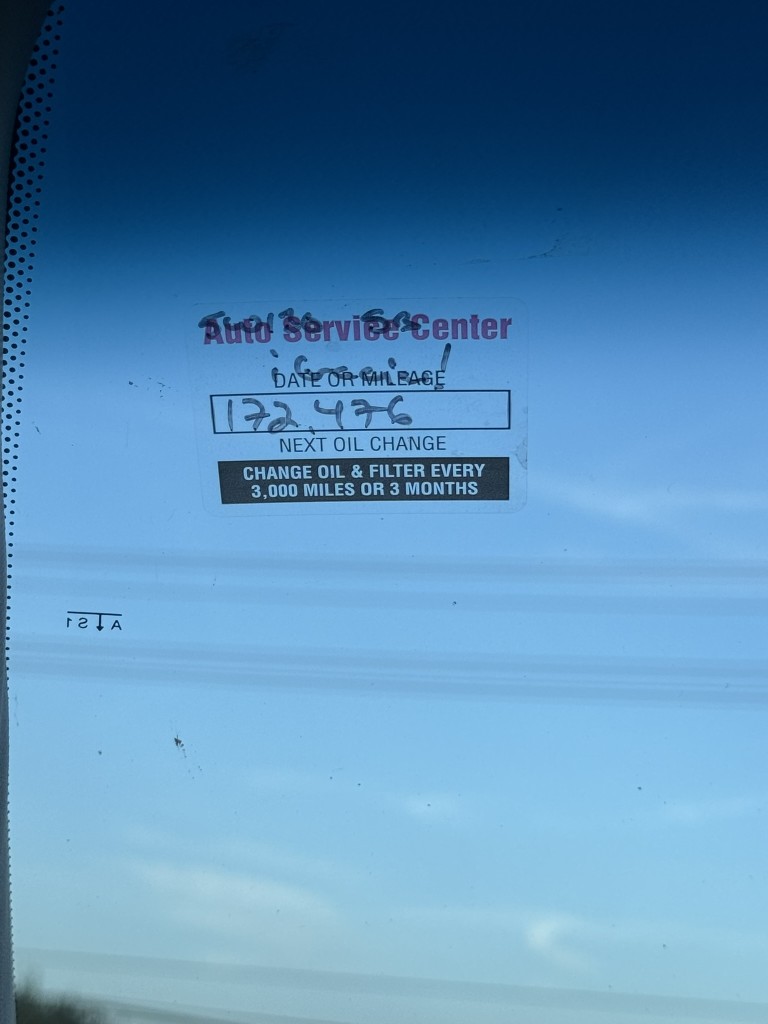 Auto Service Center
DATE OR MILEAGE
172,476
NEXT OIL CHANGE
CHANGE OIL & FILTER EVERY
3,000 MILES OR 3 MONTHS
AS1